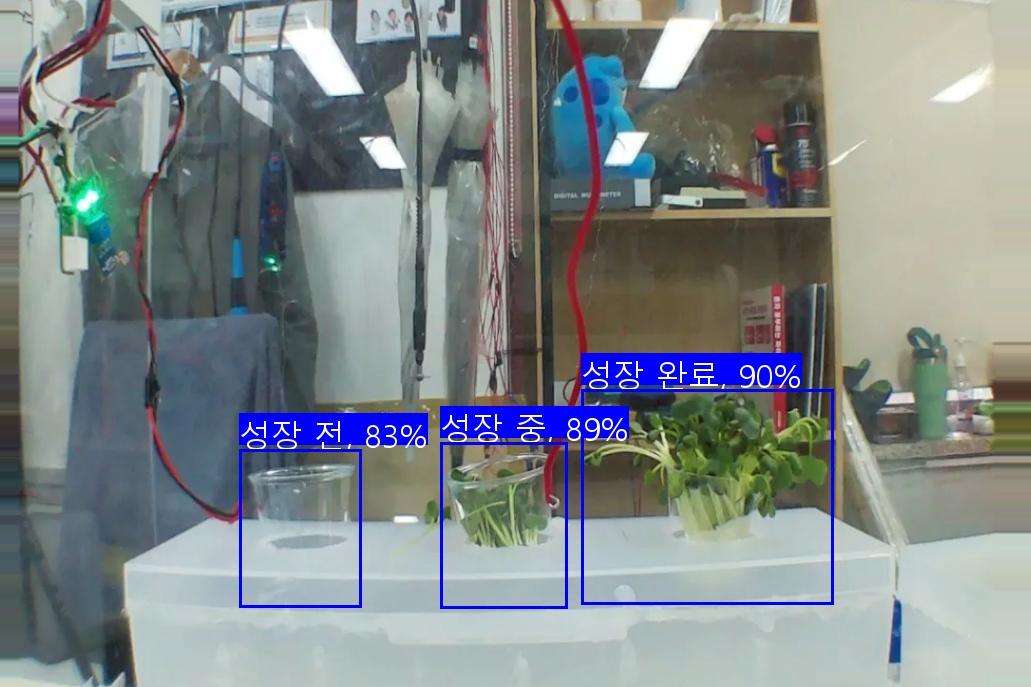 DIGITAL MULTIMETER
성장 완료, 90%
성장 전, 83%
성장 중, 89%